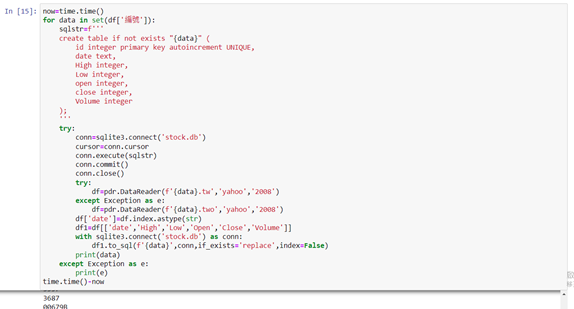 In [15]:
now=time.time()
for data in set(df['編號']):
    sqlstr=f'''
    create table if not exists "{data}" (
        id integer primary key autoincrement UNIQUE,
        date text,
        High integer,
        Low integer,
        open integer,
        close integer,
        Volume integer
    );
    '''
    try:
        conn=sqlite3.connect('stock.db')
        cursor=conn.cursor
        conn.execute(sqlstr)
        conn.commit()
        conn.close()
        try:
            df=pdr.DataReader(f'{data}.tw','yahoo','2008')
        except Exception as e:
            df=pdr.DataReader(f'{data}.two','yahoo','2008')
        df['date']=df.index.astype(str)
        df1=df[['date','High','Low','Open','Close','Volume']]
        with sqlite3.connect('stock.db') as conn:
            df1.to_sql(f'{data}',conn,if_exists='replace',index=False)
        print(data)
    except Exception as e:
        print(e)
time.time()-now
3687
00679B